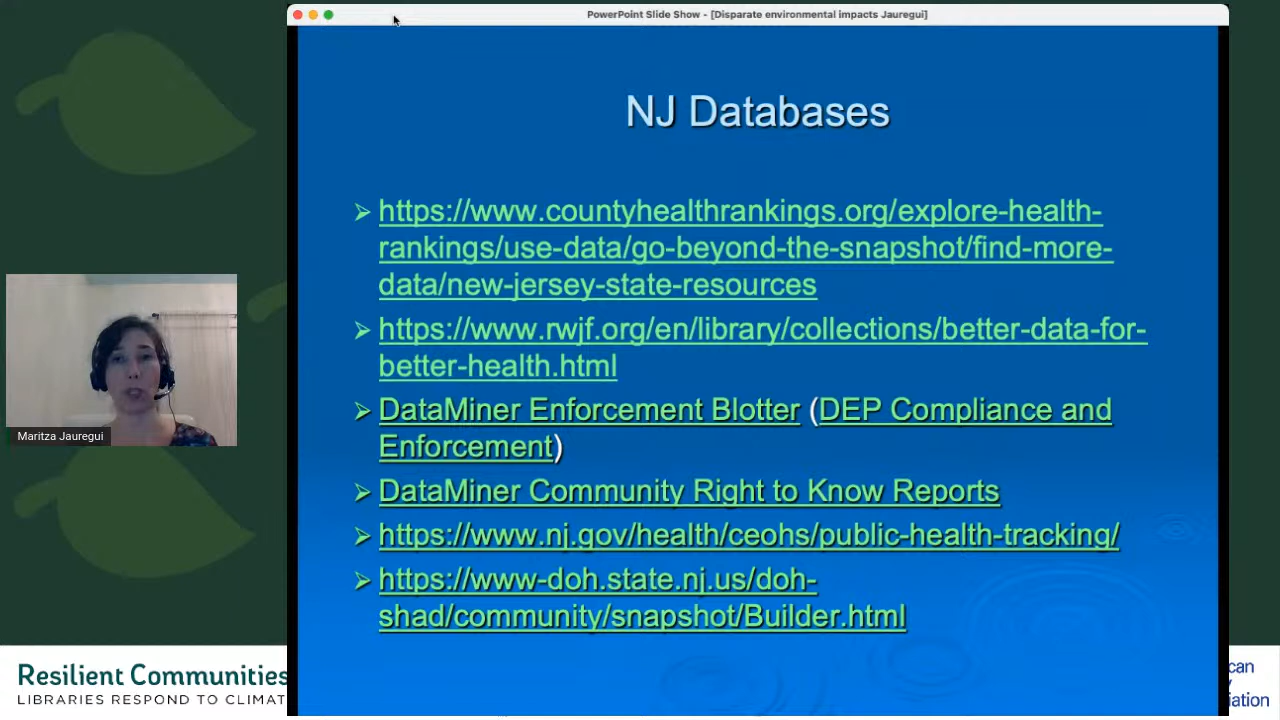 PowerPoint Slide Show - [Disparate environmental impacts Jauregui]
NJ Databases
https://www.countyhealthrankings.org/explore-health-
rankings/use-data/go-beyond-the-snapshot/find-more-
data/new-jersey-state-resources
https://www.rwjf.org/en/library/collections/better-data-for-
better-health.html
DataMiner Enforcement Blotter (DEP Compliance and
Enforcement)
DataMiner Community Right to Know Reports
https://www.nj.gov/health/ceohs/public-health-tracking/
https://www-doh.state.nj.us/doh-
shad/community/snapshot/Builder.html
Maritza Jauregui
Resilient Communities
LIBRARIES RESPOND TO CLIMAT
can
iation